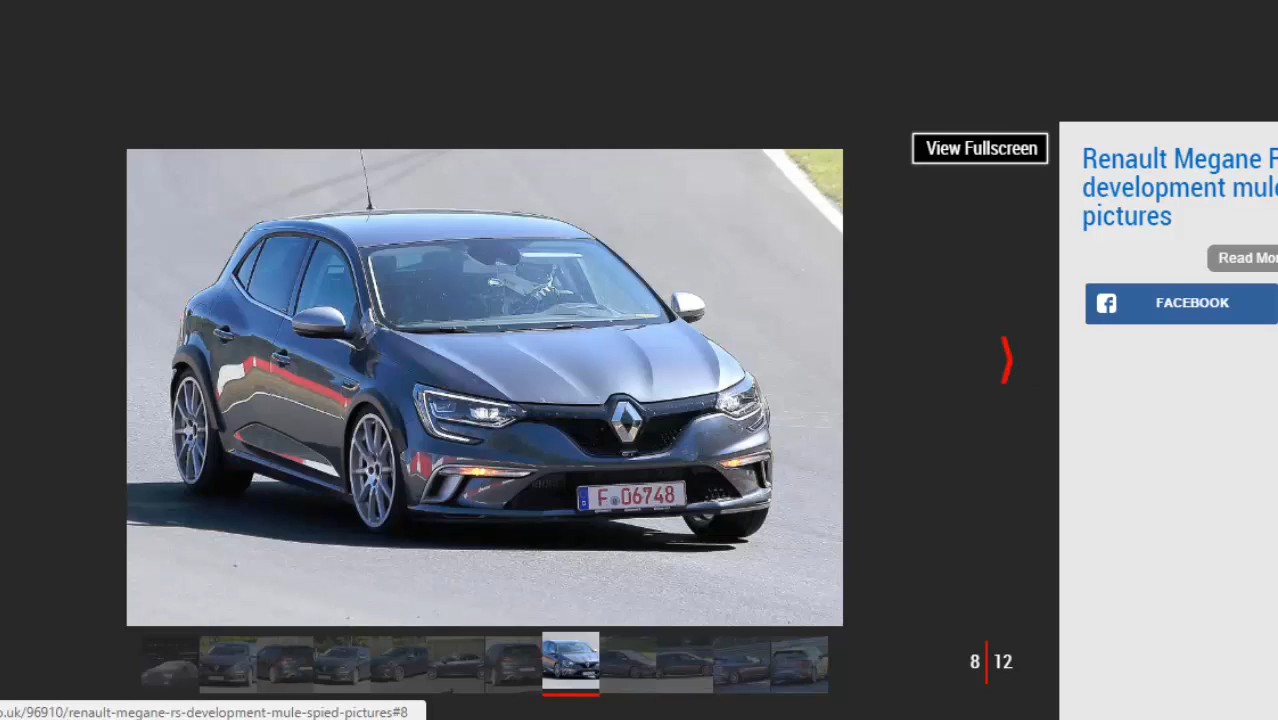 View Fullscreen
Renault Megane R
development mule
pictures
Read Mor
FACEBOOK
F 06748
8 12
o.uk/96910/renault-megane-rs-development-mule-spied-pictures#8